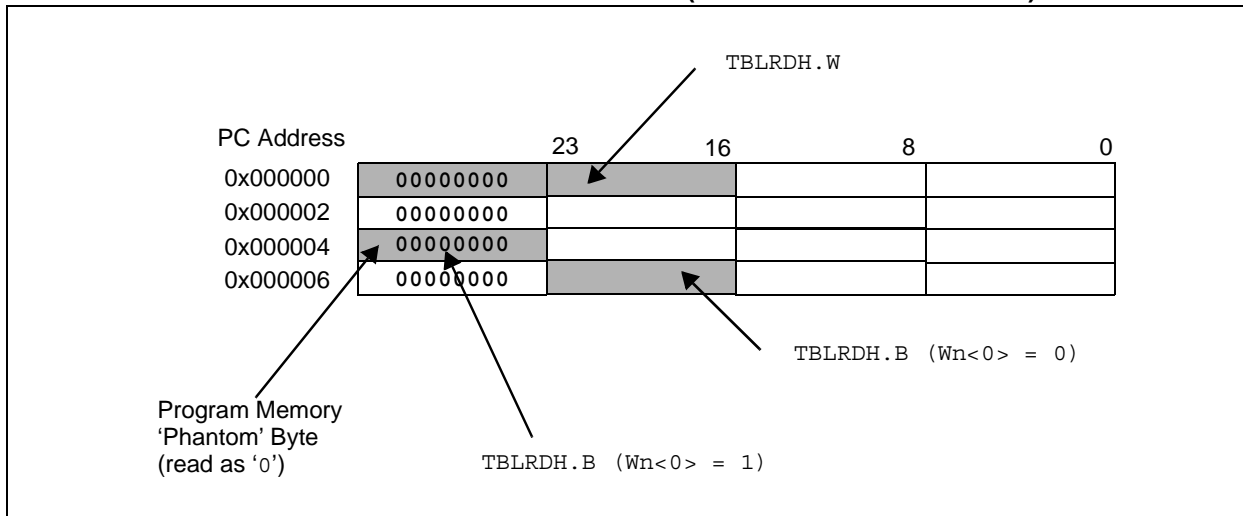 TBLRDH.W
PC Address
23 16 8 0
0x000000 00000000
0x000002 00000000
0x000004 00000000
0x000006 00000000
TBLRDH.B (Wn<0> = 0)
Program Memory
‘Phantom’ Byte
(read as ‘0’)
TBLRDH.B (Wn<0> = 1)